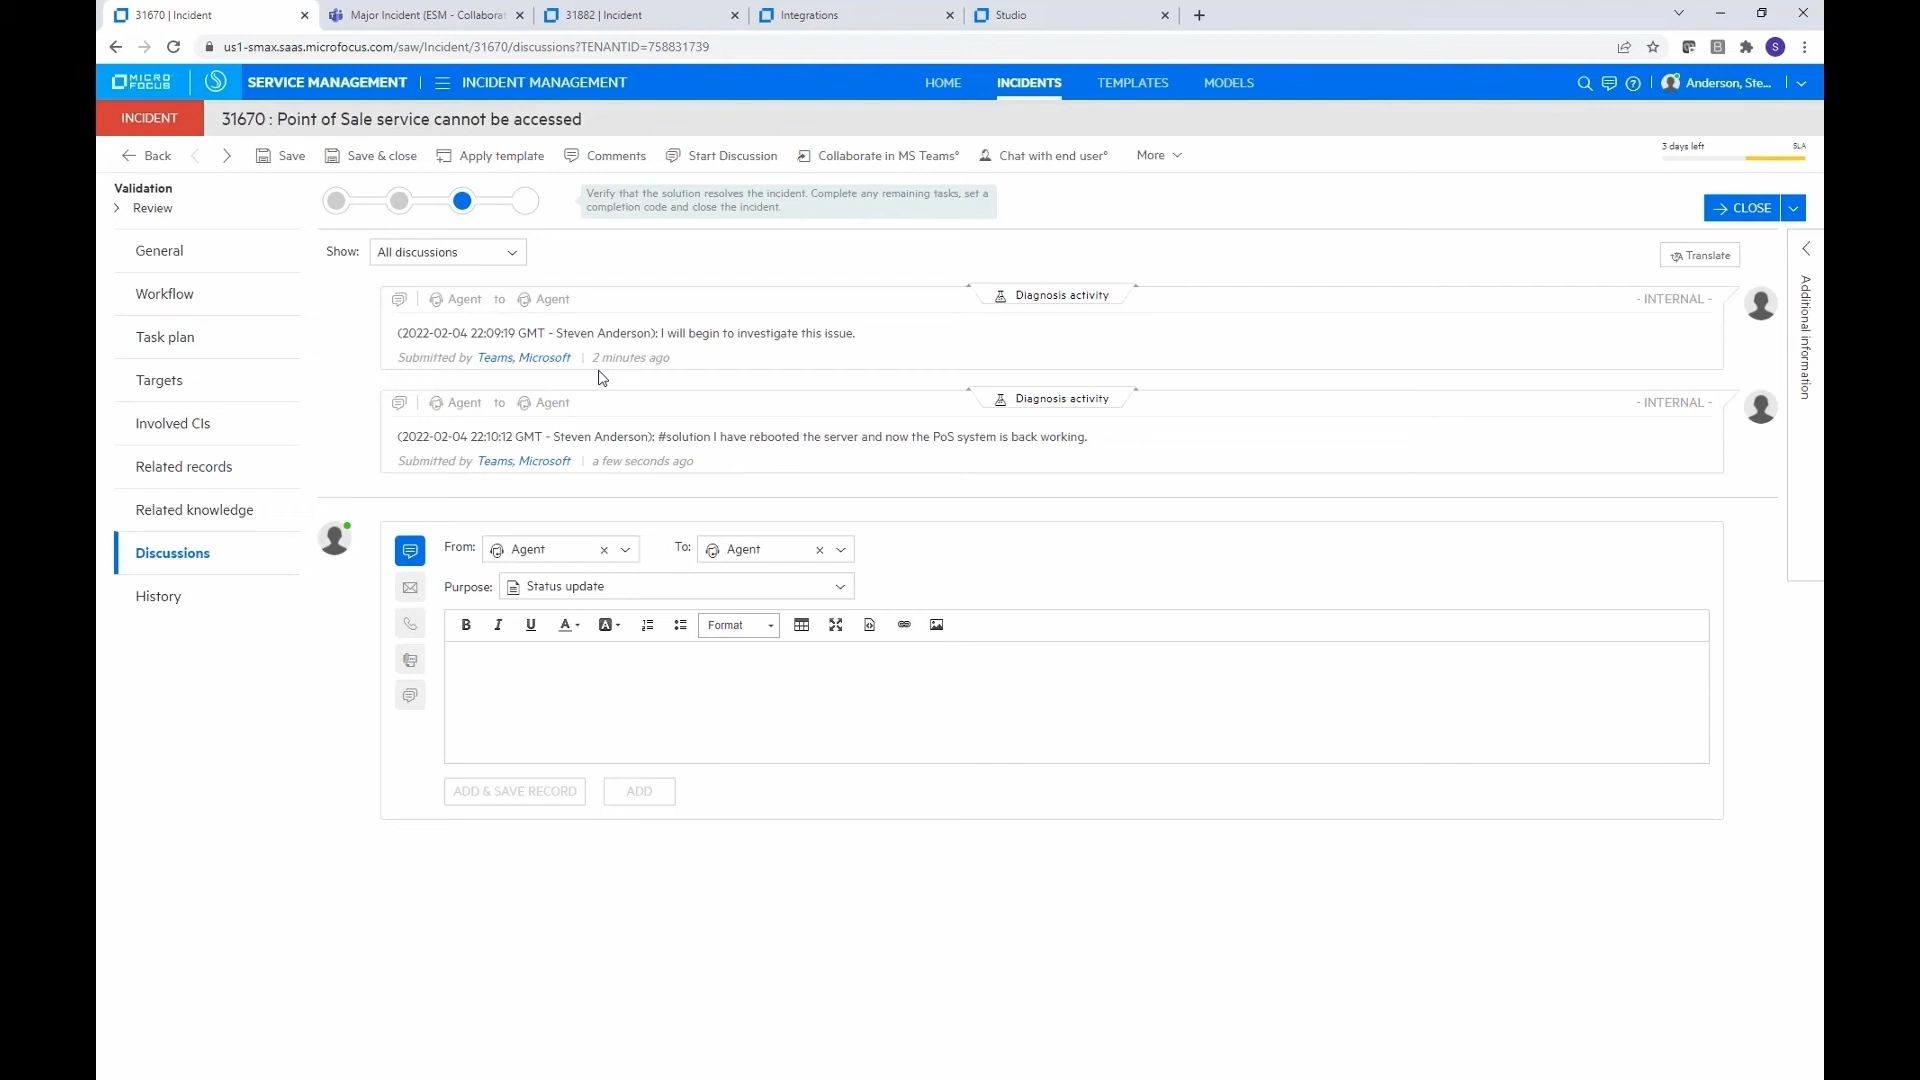 31670 | Incident
Major Incident (ESM - Collaborat
31882 | Incident
Integrations
Studio
us1-smax.saas.microfocus.com/saw/Incident/31670/discussions?TENANTID=758831739
B
S
MICRO FOCUS
SERVICE MANAGEMENT
INCIDENT MANAGEMENT
HOME
INCIDENTS
TEMPLATES
MODELS
Anderson, Ste...
INCIDENT
31670 : Point of Sale service cannot be accessed
Back
Save
Save & close
Apply template
Comments
Start Discussion
Collaborate in MS Teams°
Chat with end user°
More
3 days left
SLA
Validation
Review
Verify that the solution resolves the incident. Complete any remaining tasks, set a
completion code and close the incident.
CLOSE
General
Workflow
Task plan
Targets
Involved CIs
Related records
Related knowledge
Discussions
History
Show:
All discussions
Translate
Additional information
Agent to Agent
Diagnosis activity
- INTERNAL -
(2022-02-04 22:09:19 GMT - Steven Anderson): I will begin to investigate this issue.
Submitted by Teams, Microsoft | 2 minutes ago
Agent to Agent
Diagnosis activity
- INTERNAL -
(2022-02-04 22:10:12 GMT - Steven Anderson): #solution I have rebooted the server and now the PoS system is back working.
Submitted by Teams, Microsoft | a few seconds ago
From: Agent
To: Agent
Purpose: Status update
B I U A A Format
ADD & SAVE RECORD
ADD